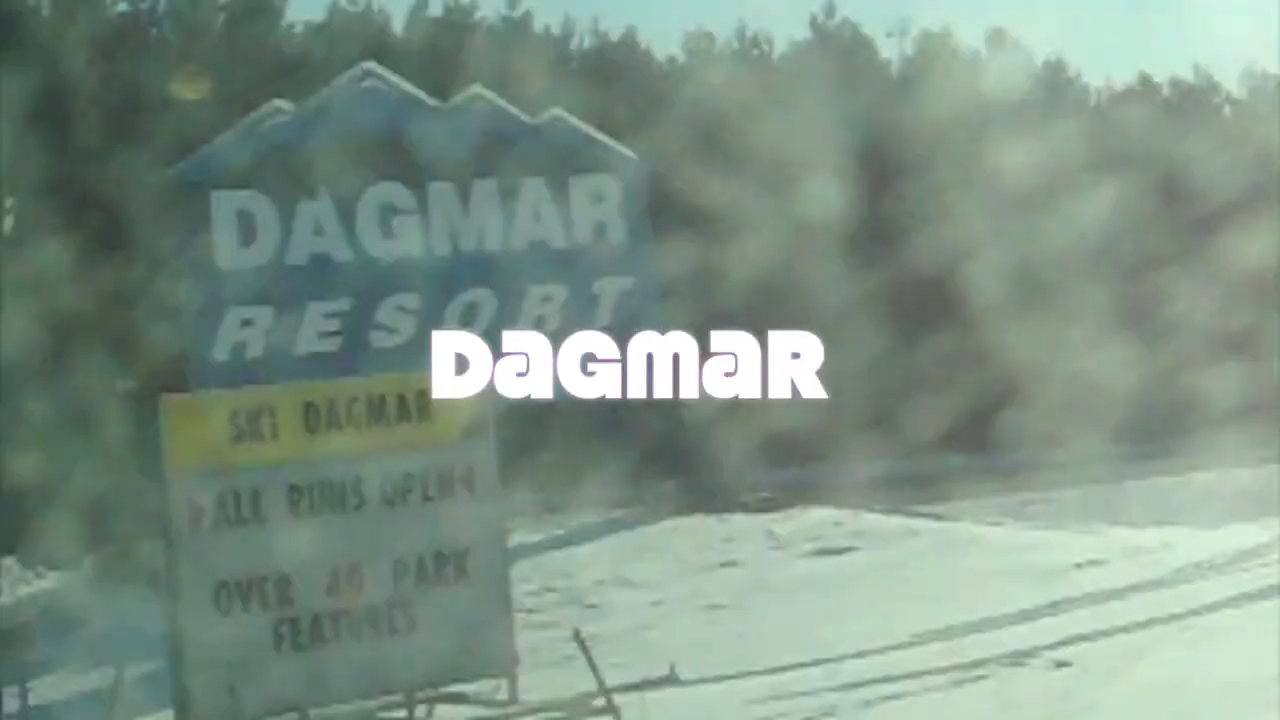 DAGMAR
RESORT
DAGMAR
SKI DAGMAR
ALL RUNS OPEN
OVER 40 PARK
FEATURES